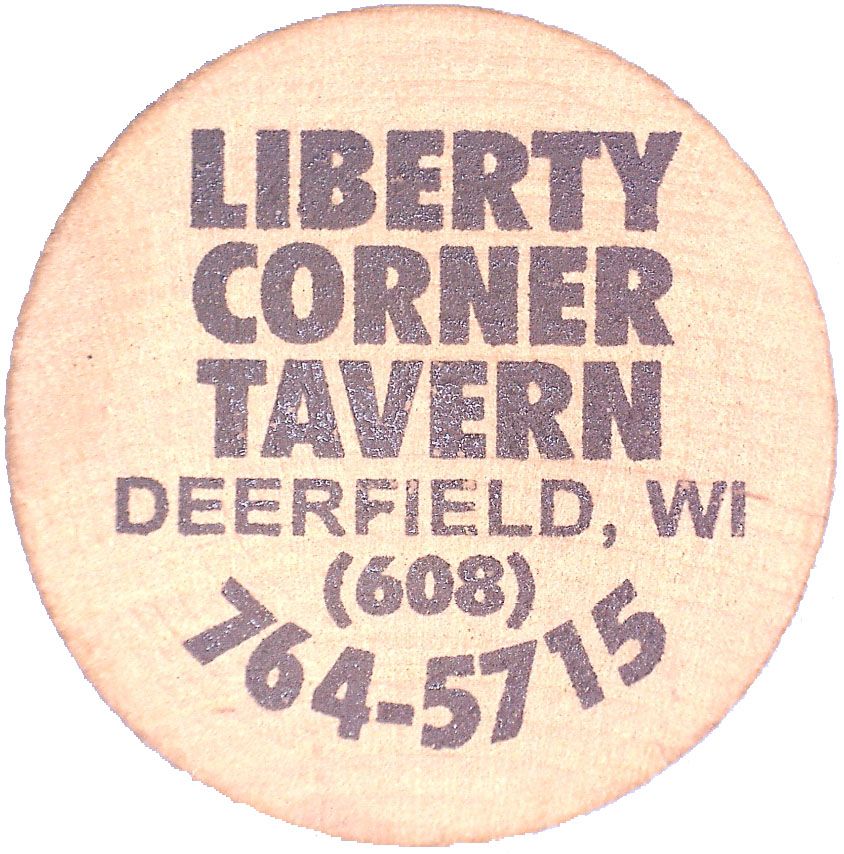 LIBERTY
CORNER
TAVERN
DEERFIELD, WI
(608)
764-5715